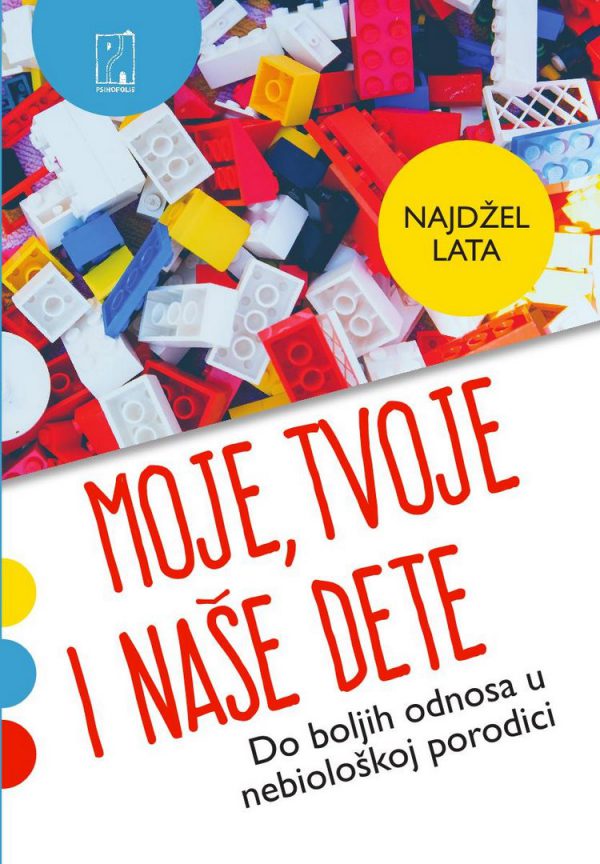 PSIHOPOLIS
NAJDŽEL
LATA
MOJE, TVOJE
I NAŠE DETE
Do boljih odnosa u
nebiološkoj porodici